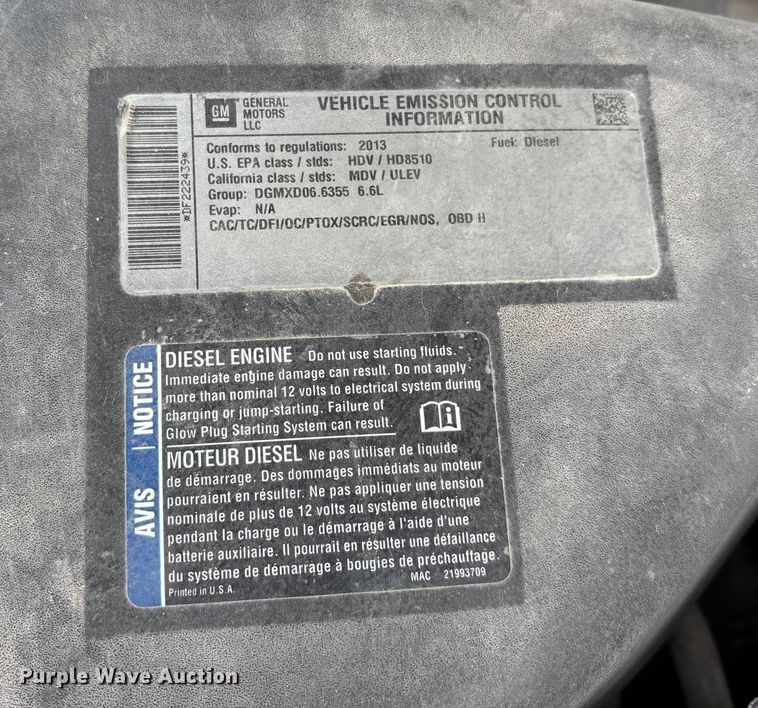 GM GENERAL MOTORS LLC
VEHICLE EMISSION CONTROL
INFORMATION
Conforms to regulations: 2013
Fuel: Diesel
U.S. EPA class / stds: HDV / HD8510
California class / stds: MDV / ULEV
Group: DGMXD06.6355 6.6L
Evap: N/A
CAC/TC/DFI/OC/PTOX/SCRC/EGR/NOS, OBD II
*DF222439*
AVIS | NOTICE
DIESEL ENGINE Do not use starting fluids.
Immediate engine damage can result. Do not apply
more than nominal 12 volts to electrical system during
charging or jump-starting. Failure of
Glow Plug Starting System can result.
MOTEUR DIESEL Ne pas utiliser de liquide
de démarrage. Des dommages immédiats au moteur
pourraient en résulter. Ne pas appliquer une tension
nominale de plus de 12 volts au système électrique
pendant la charge ou le démarrage à l'aide d'une
batterie auxiliaire. Il pourrait en résulter une défaillance
du système de démarrage à bougies de préchauffage.
Printed in U.S.A.
MAC 21993709
Purple Wave Auction